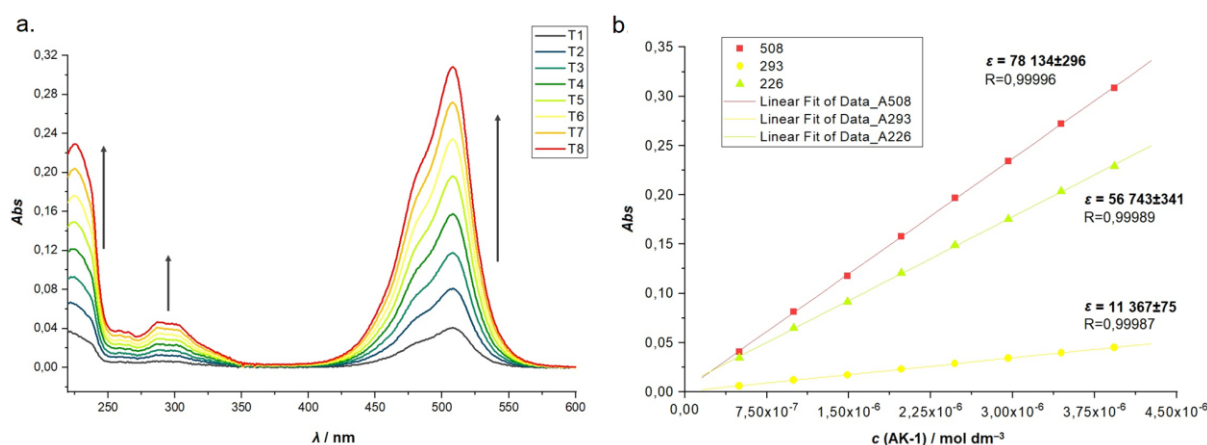 a.
T1
T2
T3
T4
T5
T6
T7
T8
0,32
0,28
0,24
0,20
0,16
0,12
0,08
0,04
0,00
Abs
250
300
350
400
450
500
550
600
λ / nm
b.
508
293
226
Linear Fit of Data_A508
Linear Fit of Data_A293
Linear Fit of Data_A226
ε = 78 134±296
R=0,99996
ε = 56 743±341
R=0,99989
ε = 11 367±75
R=0,99987
0,35
0,30
0,25
0,20
0,15
0,10
0,05
0,00
Abs
0,00
7,50x10⁻⁷
1,50x10⁻⁶
2,25x10⁻⁶
3,00x10⁻⁶
3,75x10⁻⁶
4,50x10⁻⁶
c (AK-1) / mol dm⁻³